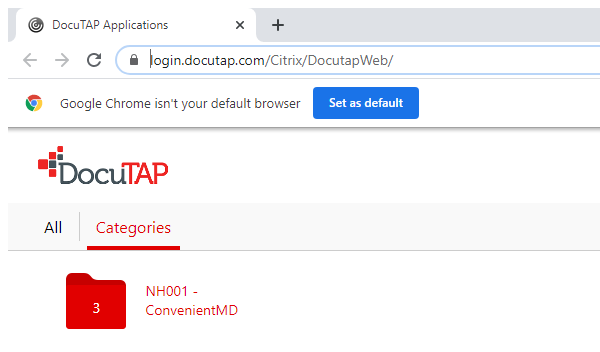 DocuTAP Applications
login.docutap.com/Citrix/DocutapWeb/
Google Chrome isn't your default browser Set as default
DocuTAP
All Categories
3 NH001 -
ConvenientMD